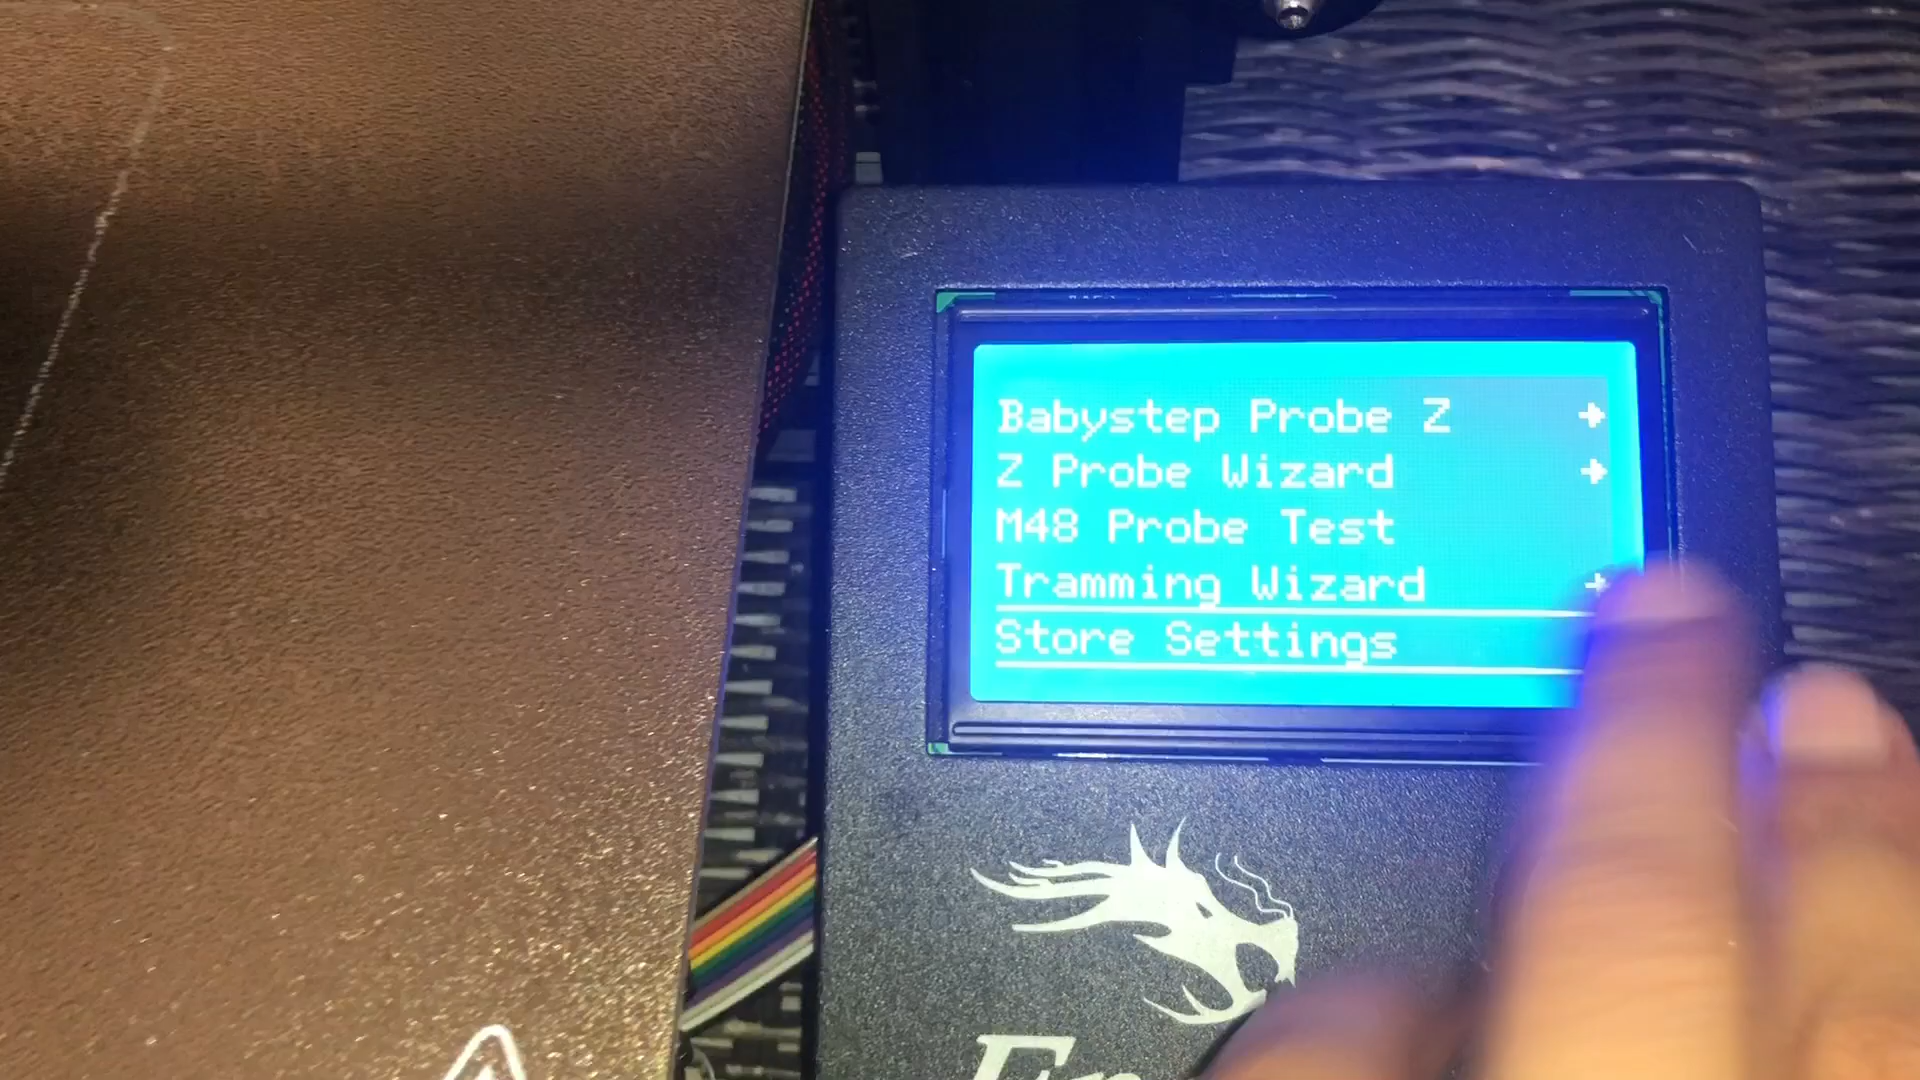 Babystep Probe Z
Z Probe Wizard
M48 Probe Test
Tramming Wizard
Store Settings